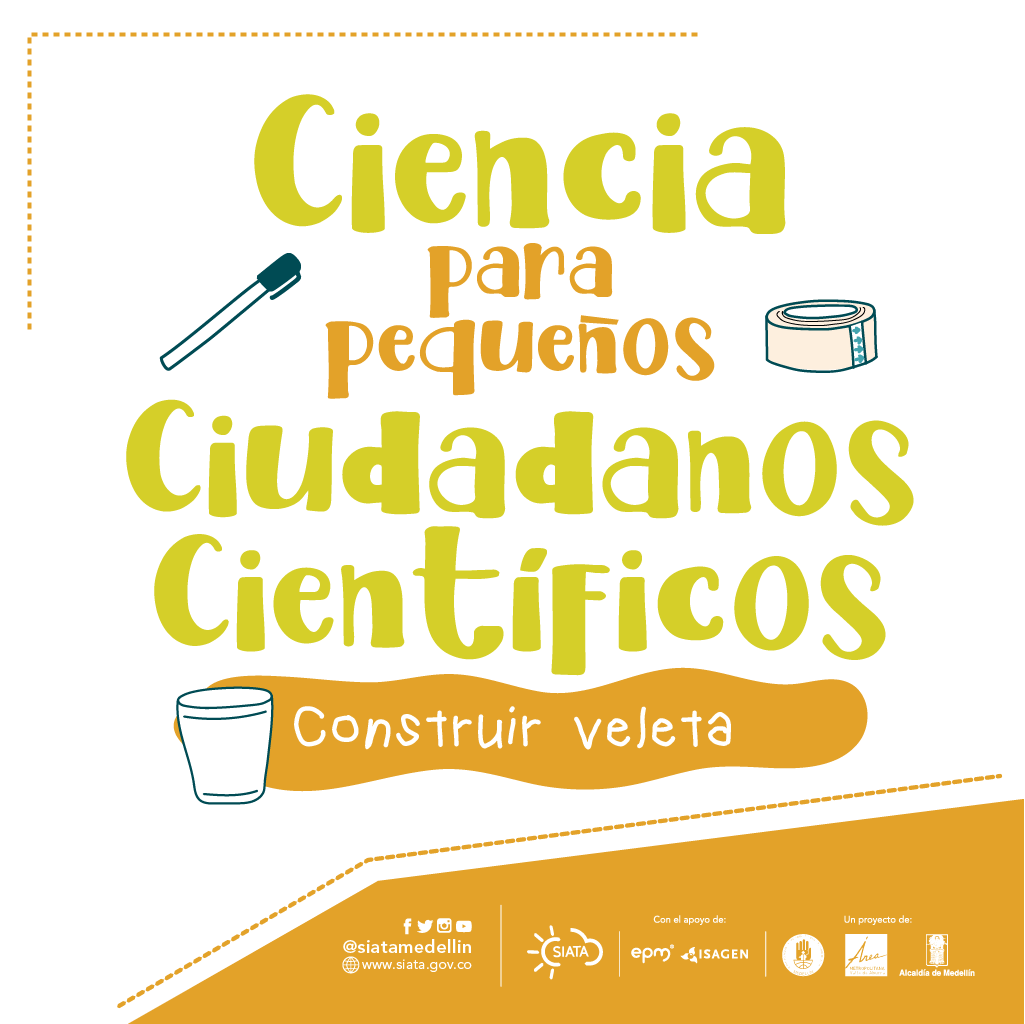 Ciencia
para
pequeños
Ciudadanos
Científicos
Construir veleta
@siatamedellin
www.siata.gov.co
SIATA
Con el apoyo de:
epm
ISAGEN
Un proyecto de:
Área
Alcaldía de Medellín